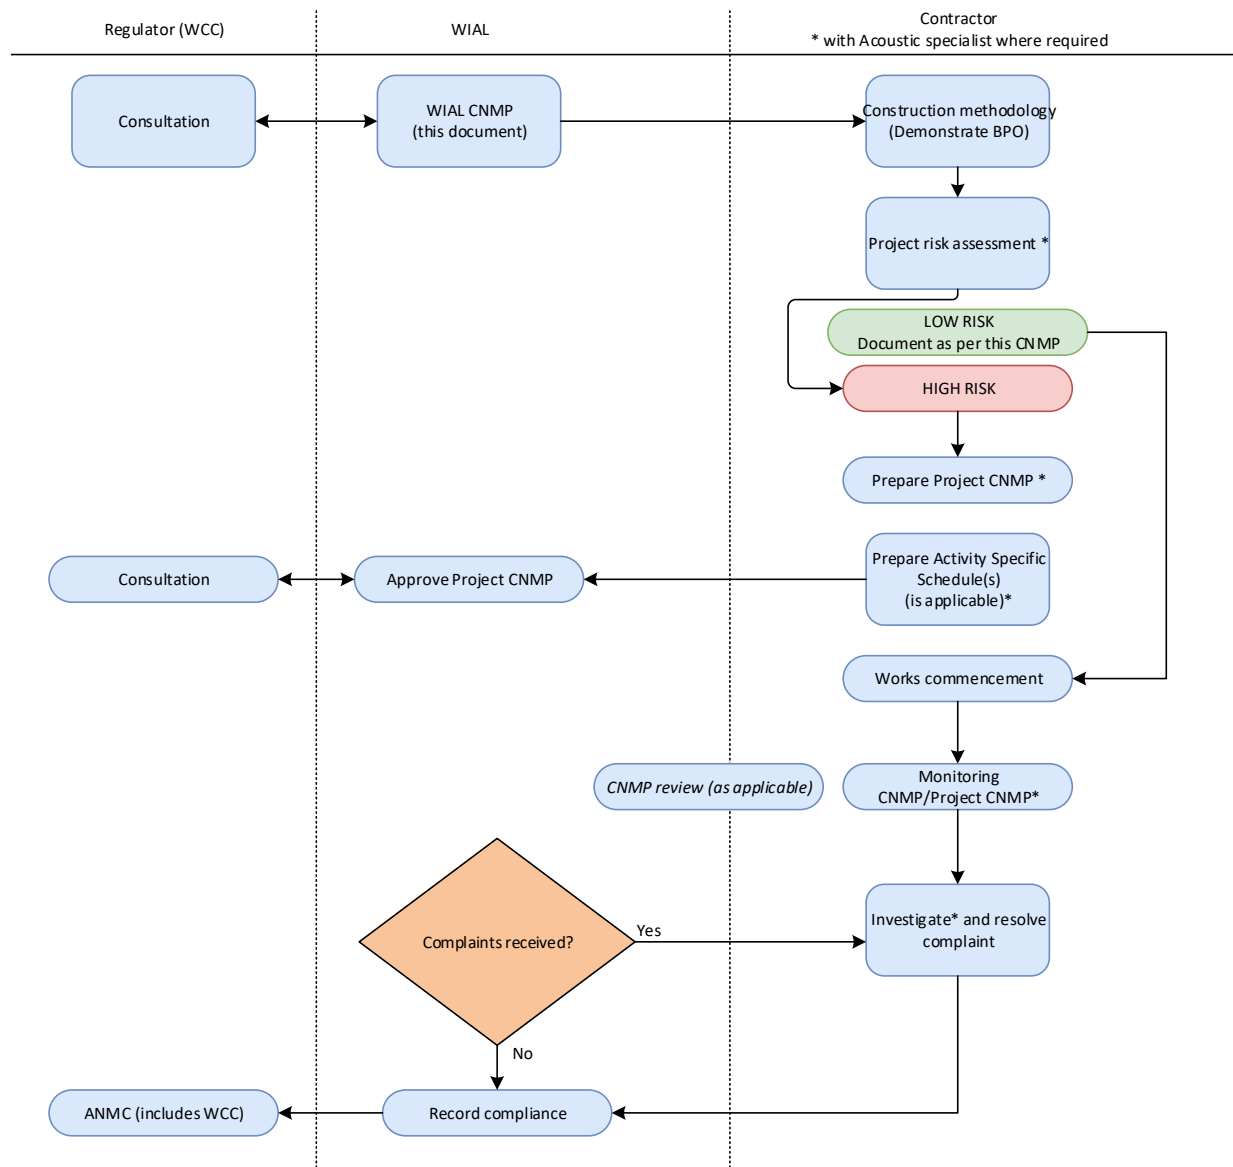 Regulator (WCC)
WIAL
Contractor
* with Acoustic specialist where required
Consultation
WIAL CNMP
(this document)
Construction methodology
(Demonstrate BPO)
Project risk assessment *
LOW RISK
Document as per this CNMP
HIGH RISK
Prepare Project CNMP *
Consultation
Approve Project CNMP
Prepare Activity Specific
Schedule(s)
(is applicable)*
Works commencement
CNMP review (as applicable)
Monitoring
CNMP/Project CNMP*
Complaints received?
Yes
Investigate* and resolve
complaint
No
ANMC (includes WCC)
Record compliance